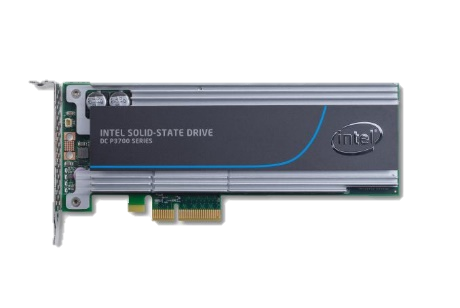 INTEL SOLID-STATE DRIVE
DC P3700 SERIES
intel